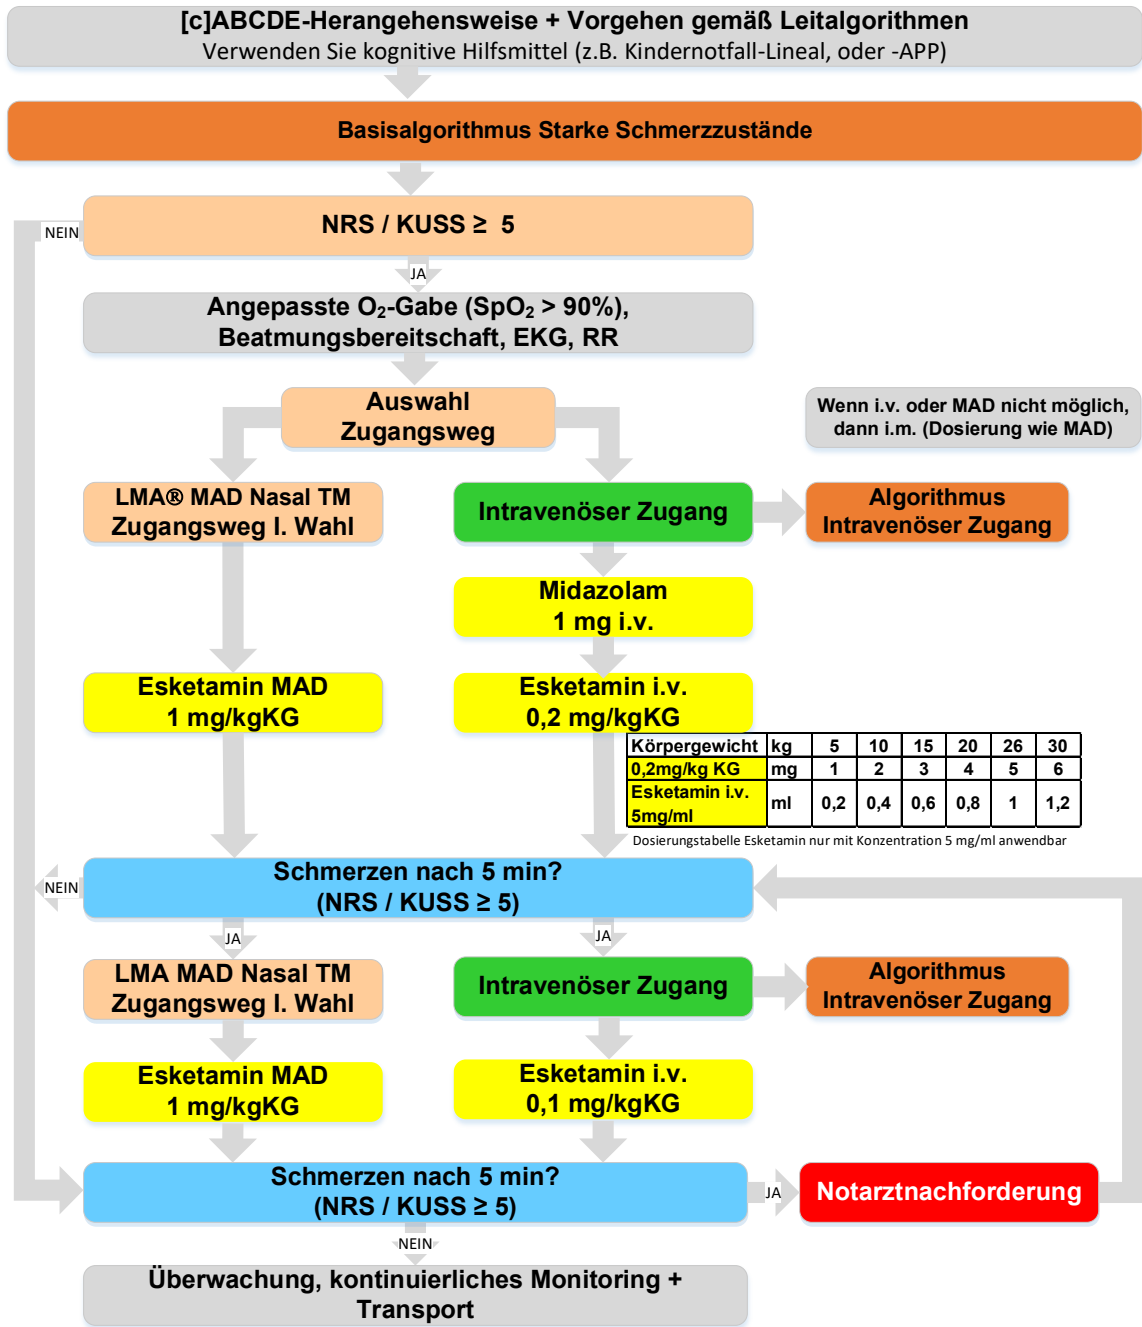 [c]ABCDE-Herangehensweise + Vorgehen gemäß Leitalgorithmen
Verwenden Sie kognitive Hilfsmittel (z.B. Kindernotfall-Lineal, oder -APP)
Basisalgorithmus Starke Schmerzzustände
NRS / KUSS ≥ 5
NEIN
JA
Angepasste O₂-Gabe (SpO₂ > 90%),
Beatmungsbereitschaft, EKG, RR
Auswahl
Zugangsweg
Wenn i.v. oder MAD nicht möglich,
dann i.m. (Dosierung wie MAD)
LMA® MAD Nasal TM
Zugangsweg I. Wahl
Intravenöser Zugang
Algorithmus
Intravenöser Zugang
Midazolam
1 mg i.v.
Esketamin MAD
1 mg/kgKG
Esketamin i.v.
0,2 mg/kgKG
Körpergewicht kg 5 10 15 20 26 30
0,2mg/kg KG mg 1 2 3 4 5 6
Esketamin i.v.
5mg/ml ml 0,2 0,4 0,6 0,8 1 1,2
Dosierungstabelle Esketamin nur mit Konzentration 5 mg/ml anwendbar
Schmerzen nach 5 min?
(NRS / KUSS ≥ 5)
NEIN
JA
JA
LMA MAD Nasal TM
Zugangsweg I. Wahl
Intravenöser Zugang
Algorithmus
Intravenöser Zugang
Esketamin MAD
1 mg/kgKG
Esketamin i.v.
0,1 mg/kgKG
Schmerzen nach 5 min?
(NRS / KUSS ≥ 5)
JA
Notarztnachforderung
NEIN
Überwachung, kontinuierliches Monitoring +
Transport